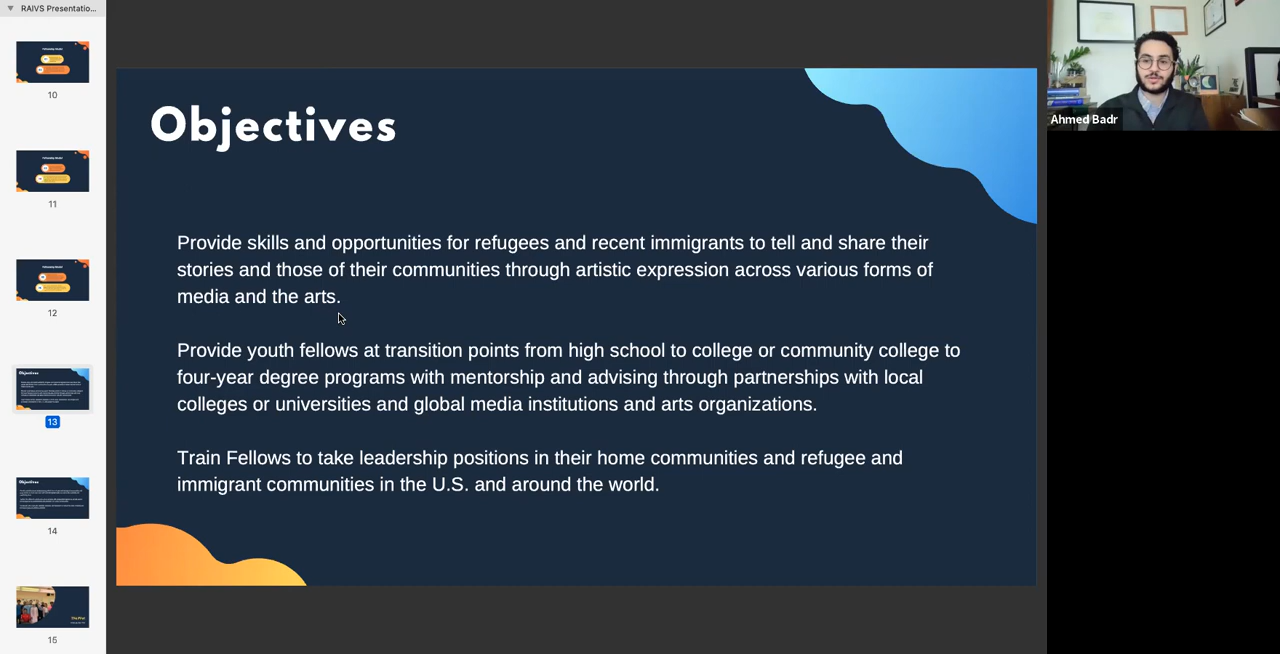 RAIVS Presentatio...
10
11
12
Objectives
13
Objectives
14
15
Objectives
Provide skills and opportunities for refugees and recent immigrants to tell and share their
stories and those of their communities through artistic expression across various forms of
media and the arts.
Provide youth fellows at transition points from high school to college or community college to
four-year degree programs with mentorship and advising through partnerships with local
colleges or universities and global media institutions and arts organizations.
Train Fellows to take leadership positions in their home communities and refugee and
immigrant communities in the U.S. and around the world.
Ahmed Badr